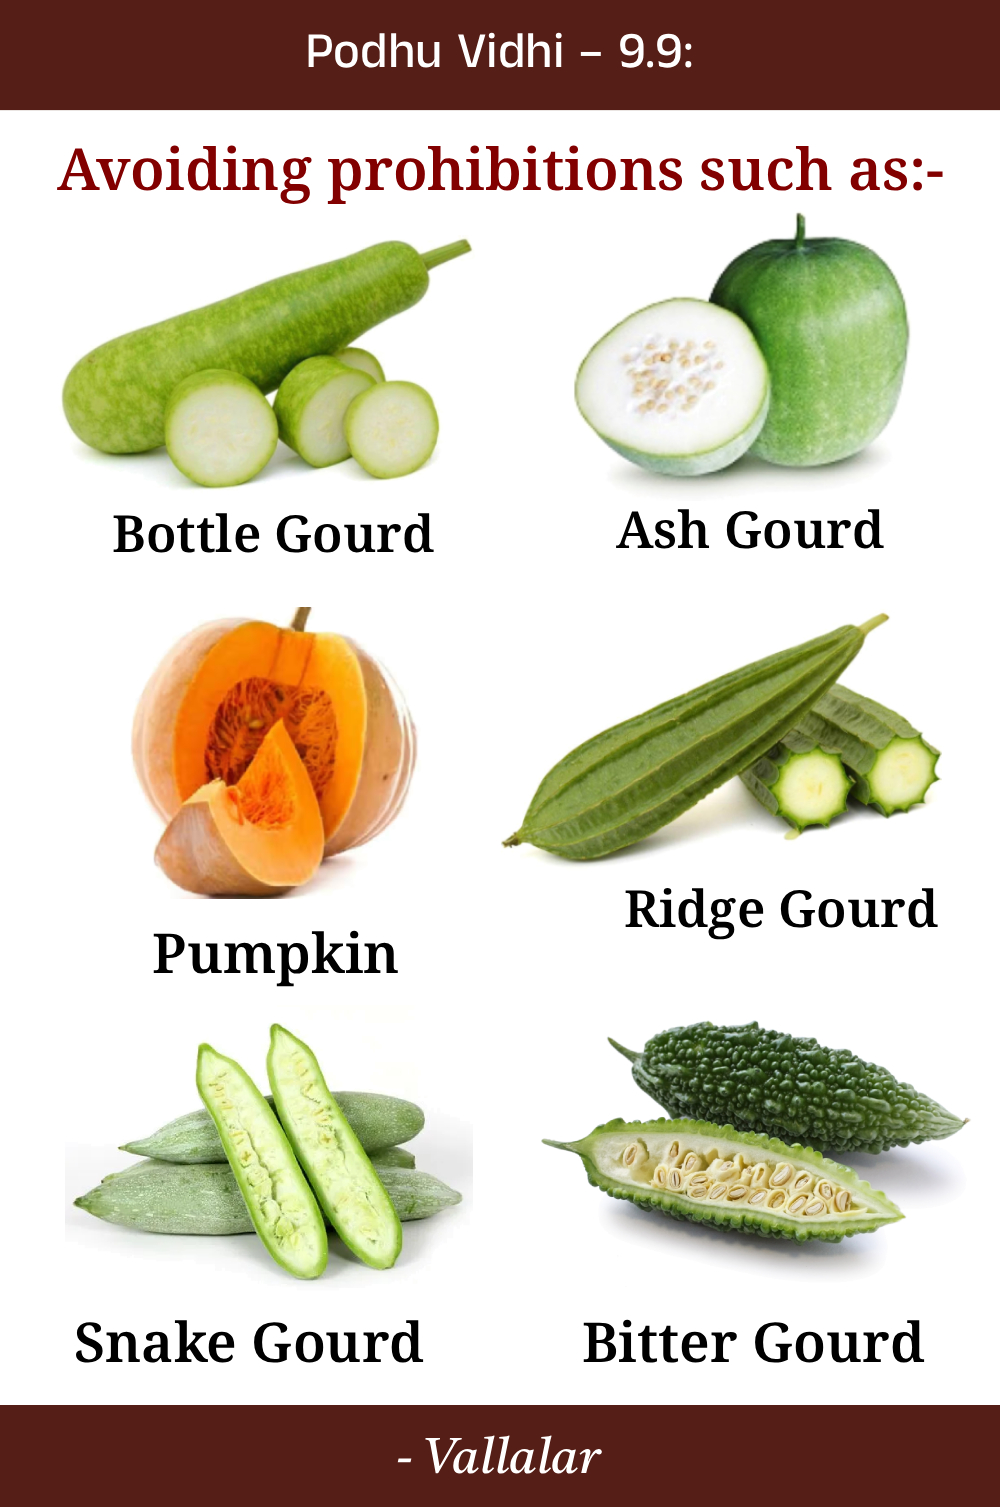 Podhu Vidhi – 9.9:
Avoiding prohibitions such as:-
Bottle Gourd
Ash Gourd
Pumpkin
Ridge Gourd
Snake Gourd
Bitter Gourd
- Vallalar